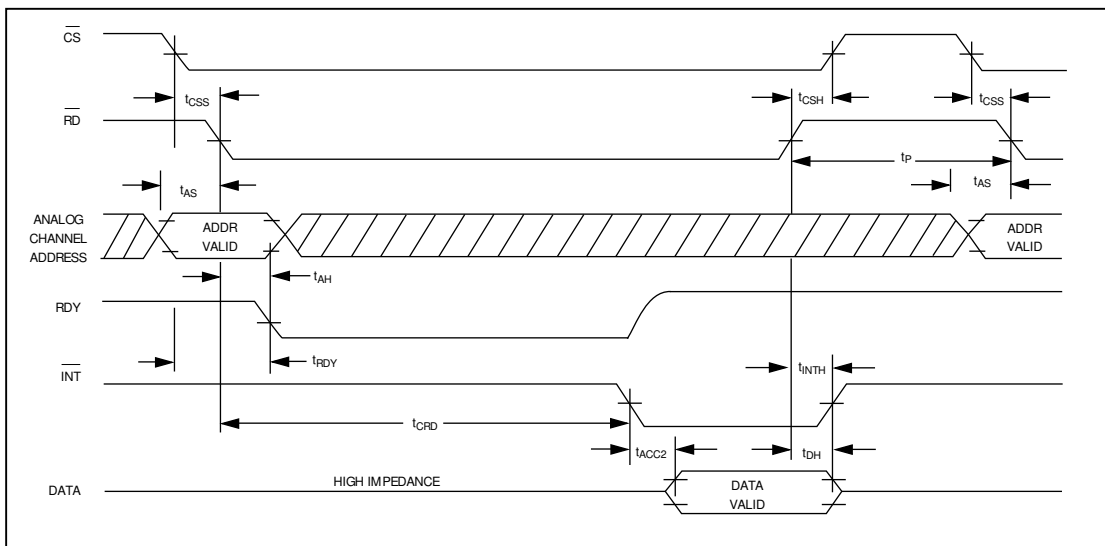 CS
tCSS
tCSH
tCSS
RD
tP
tAS
tAS
ANALOG
CHANNEL
ADDRESS
ADDR
VALID
ADDR
VALID
tAH
RDY
tRDY
INT
tINTH
tCRD
tACC2
tDH
DATA
HIGH IMPEDANCE
DATA
VALID